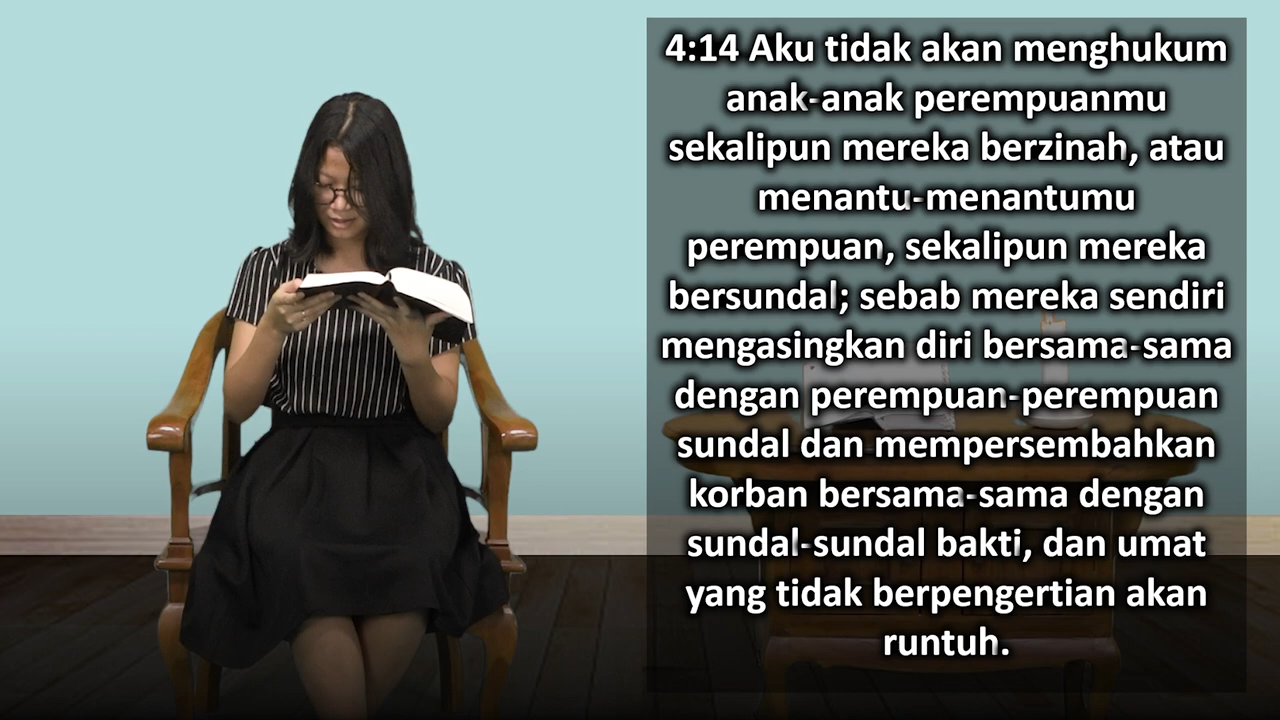 4:14 Aku tidak akan menghukum
anak-anak perempuanmu
sekalipun mereka berzinah, atau
menantu-menantumu
perempuan, sekalipun mereka
bersundal; sebab mereka sendiri
mengasingkan diri bersama-sama
dengan perempuan-perempuan
sundal dan mempersembahkan
korban bersama-sama dengan
sundal-sundal bakti, dan umat
yang tidak berpengertian akan
runtuh.